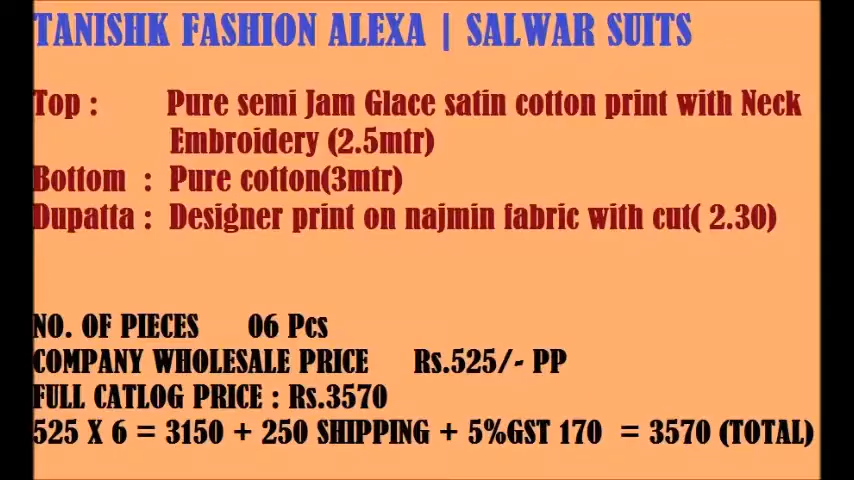 TANISHK FASHION ALEXA | SALWAR SUITS
Top : Pure semi Jam Glace satin cotton print with Neck
Embroidery (2.5mtr)
Bottom : Pure cotton(3mtr)
Dupatta : Designer print on najmin fabric with cut( 2.30)
NO. OF PIECES 06 Pcs
COMPANY WHOLESALE PRICE Rs.525/- PP
FULL CATLOG PRICE : Rs.3570
525 X 6 = 3150 + 250 SHIPPING + 5%GST 170 = 3570 (TOTAL)